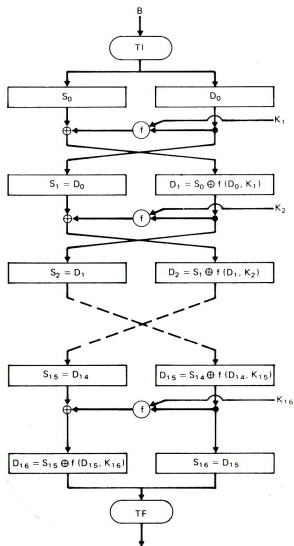 B
TI
S₀ D₀
⊕ f K₁
S₁ = D₀ D₁ = S₀ ⊕ f (D₀, K₁)
⊕ f K₂
S₂ = D₁ D₂ = S₁ ⊕ f (D₁, K₂)
S₁₅ = D₁₄ D₁₅ = S₁₄ ⊕ f (D₁₄, K₁₅)
⊕ f K₁₆
D₁₆ = S₁₅ ⊕ f (D₁₅, K₁₆) S₁₆ = D₁₅
TF